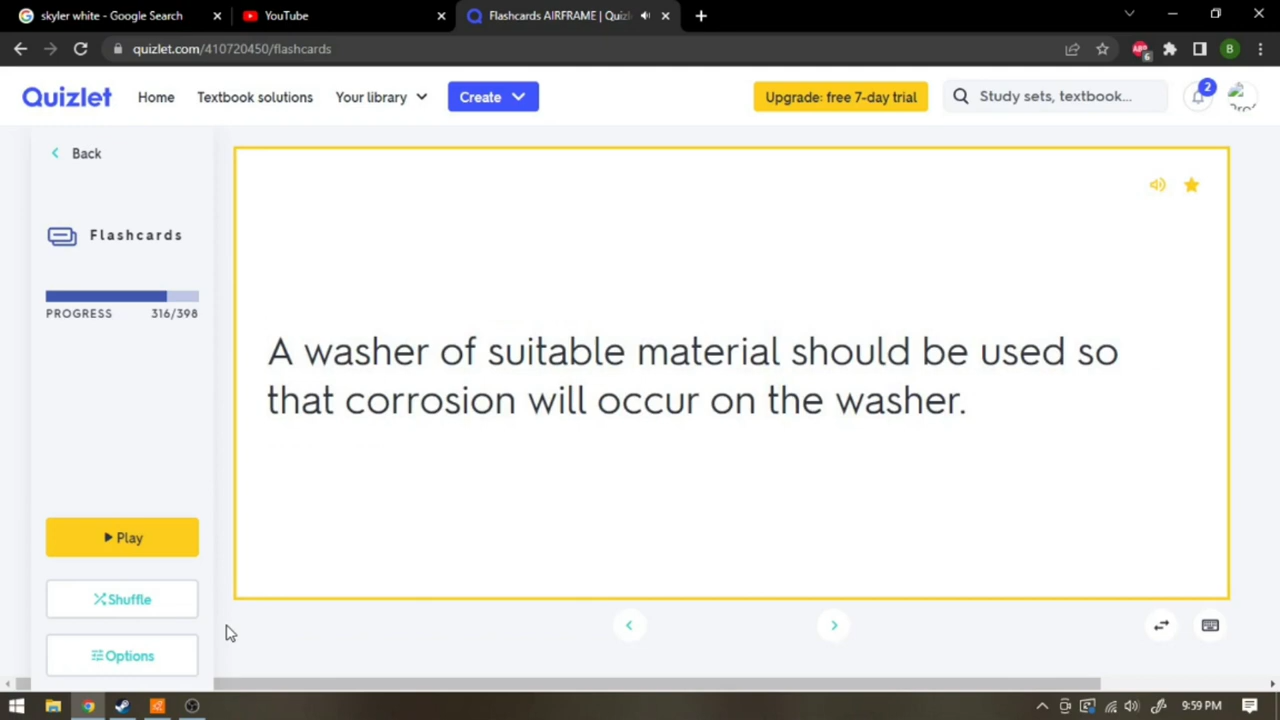 skyler white - Google Search
YouTube
Flashcards AIRFRAME | Quizl
quizlet.com/410720450/flashcards
ABP
6
B
Quizlet
Home
Textbook solutions
Your library
Create
Upgrade: free 7-day trial
Study sets, textbook...
2
Back
Flashcards
PROGRESS 316/398
A washer of suitable material should be used so
that corrosion will occur on the washer.
Play
Shuffle
Options
9:59 PM